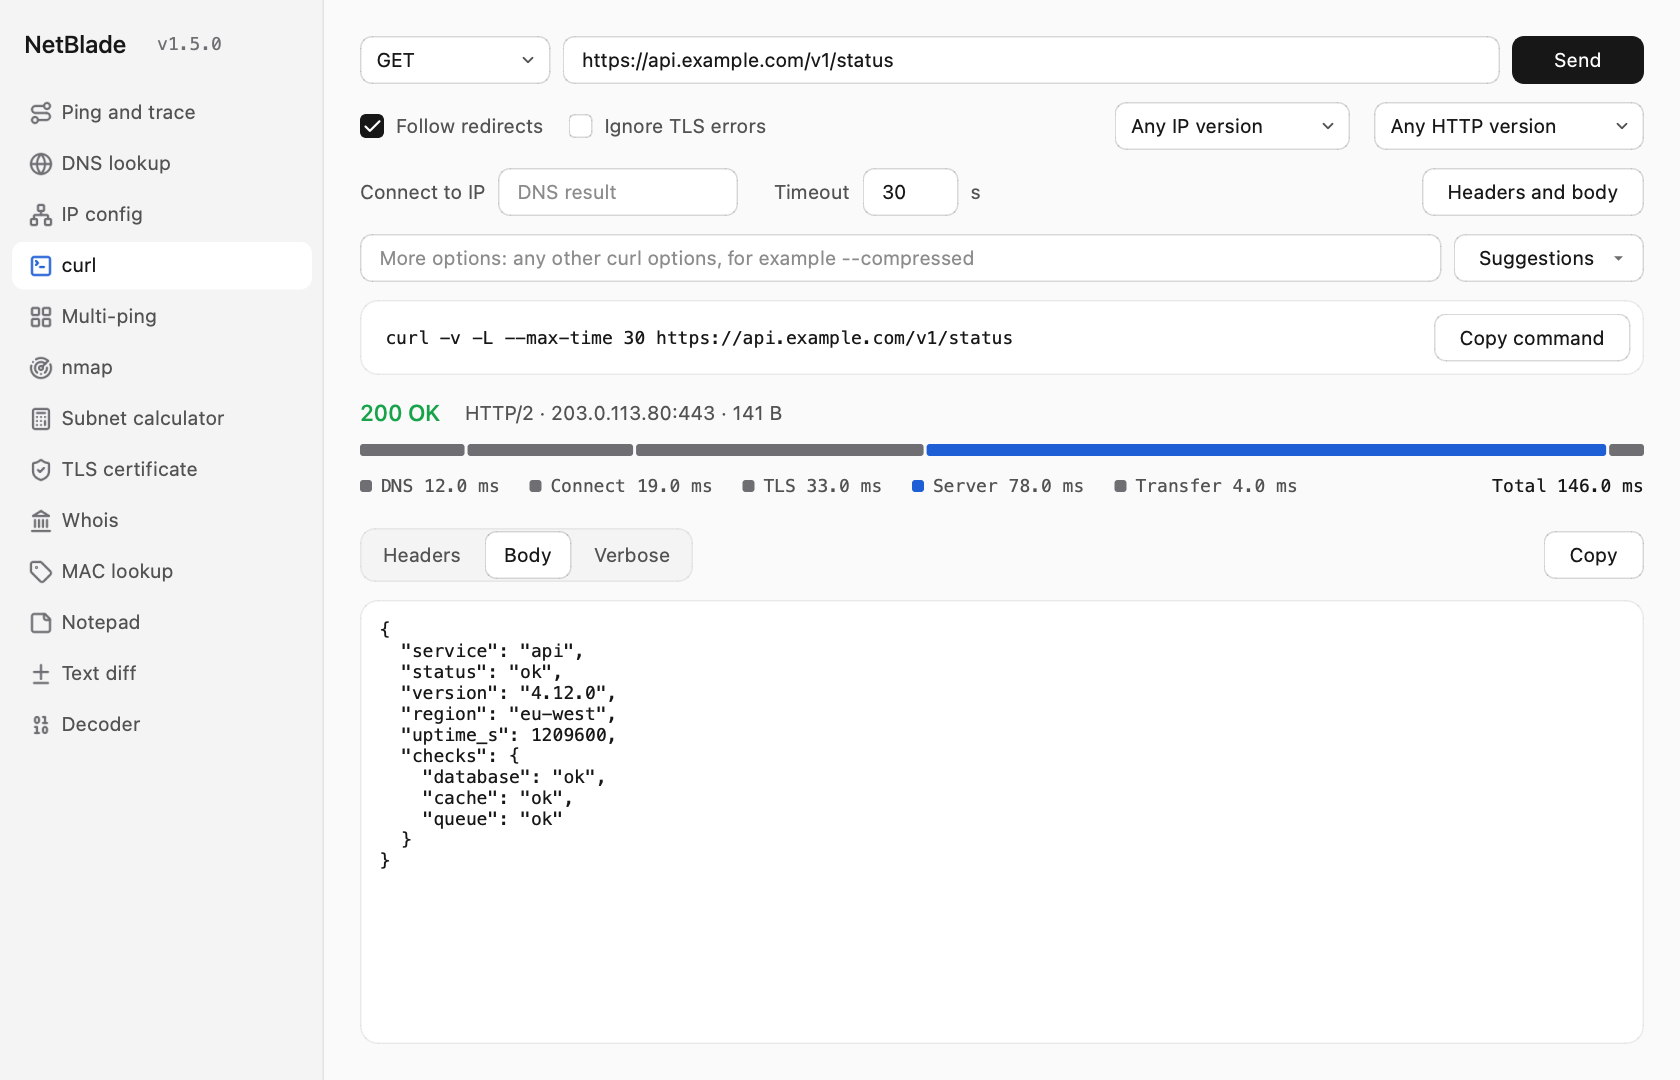 NetBlade v1.5.0
Ping and trace
DNS lookup
IP config
curl
Multi-ping
nmap
Subnet calculator
TLS certificate
Whois
MAC lookup
Notepad
Text diff
Decoder
GET https://api.example.com/v1/status Send
Follow redirects Ignore TLS errors Any IP version Any HTTP version
Connect to IP DNS result Timeout 30 s Headers and body
More options: any other curl options, for example --compressed Suggestions
curl -v -L --max-time 30 https://api.example.com/v1/status Copy command
200 OK HTTP/2 · 203.0.113.80:443 · 141 B
DNS 12.0 ms Connect 19.0 ms TLS 33.0 ms Server 78.0 ms Transfer 4.0 ms Total 146.0 ms
Headers Body Verbose Copy
{
  "service": "api",
  "status": "ok",
  "version": "4.12.0",
  "region": "eu-west",
  "uptime_s": 1209600,
  "checks": {
    "database": "ok",
    "cache": "ok",
    "queue": "ok"
  }
}